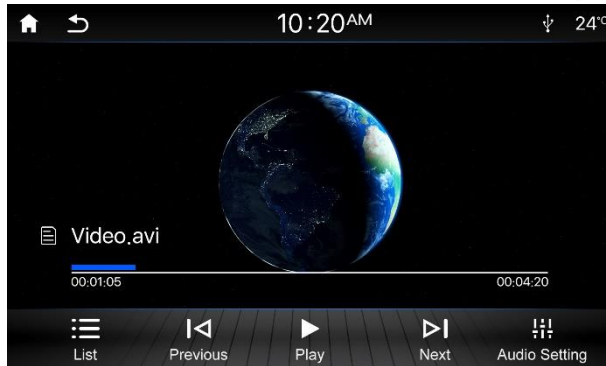 10:20AM
24°C
Video.avi
00:01:05
00:04:20
List
Previous
Play
Next
Audio Setting